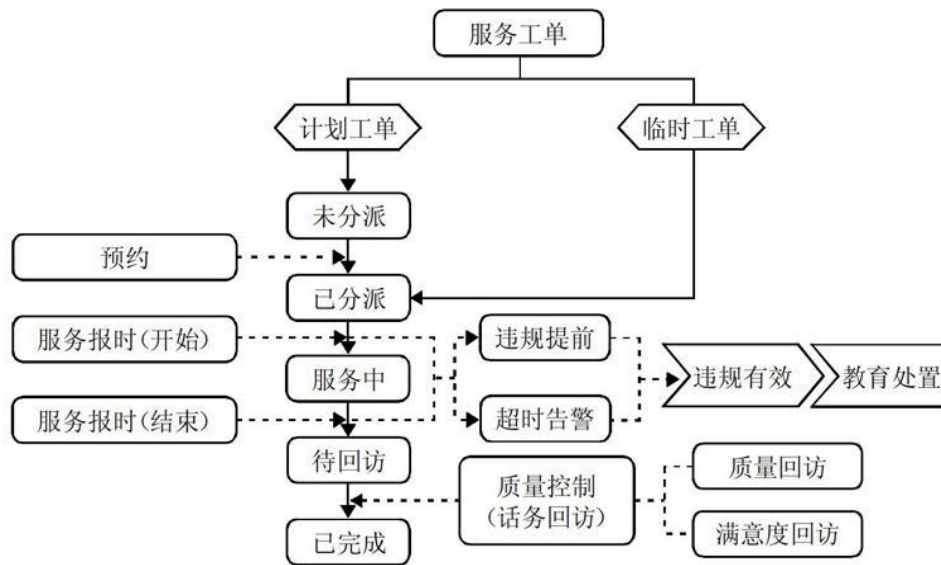 服务工单
计划工单
临时工单
未分派
预约
已分派
服务报时(开始)
违规提前
服务中
违规有效
教育处置
服务报时(结束)
超时告警
待回访
质量控制
(话务回访)
质量回访
已完成
满意度回访